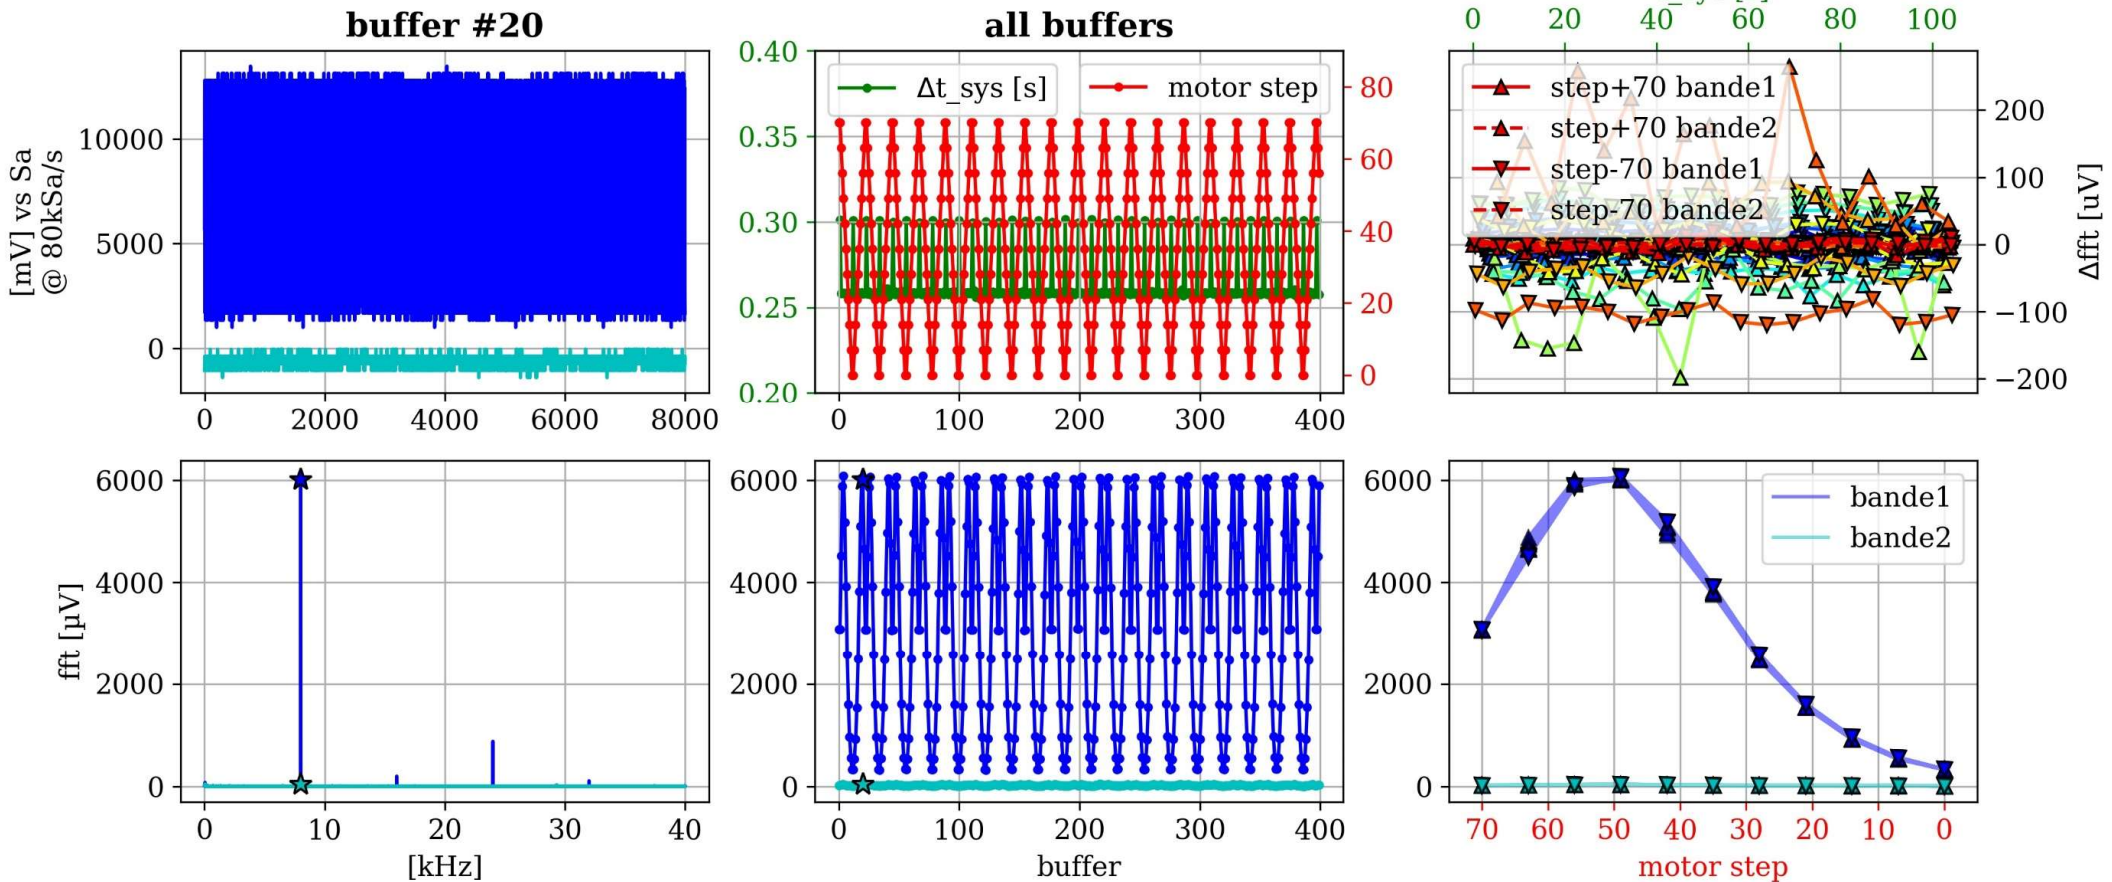 buffer #20
[mV] vs Sa
@ 80kSa/s
10000
5000
0
0 2000 4000 6000 8000
all buffers
0.40
0.35
0.30
0.25
0.20
Δt_sys [s]
motor step
80
60
40
20
0
0 100 200 300 400
0 20 40 60 80 100
step+70 bande1
step+70 bande2
step-70 bande1
step-70 bande2
200
100
0
−100
−200
Δfft [uV]
fft [µV]
6000
4000
2000
0
0 10 20 30 40
[kHz]
6000
4000
2000
0
0 100 200 300 400
buffer
6000
4000
2000
0
bande1
bande2
70 60 50 40 30 20 10 0
motor step